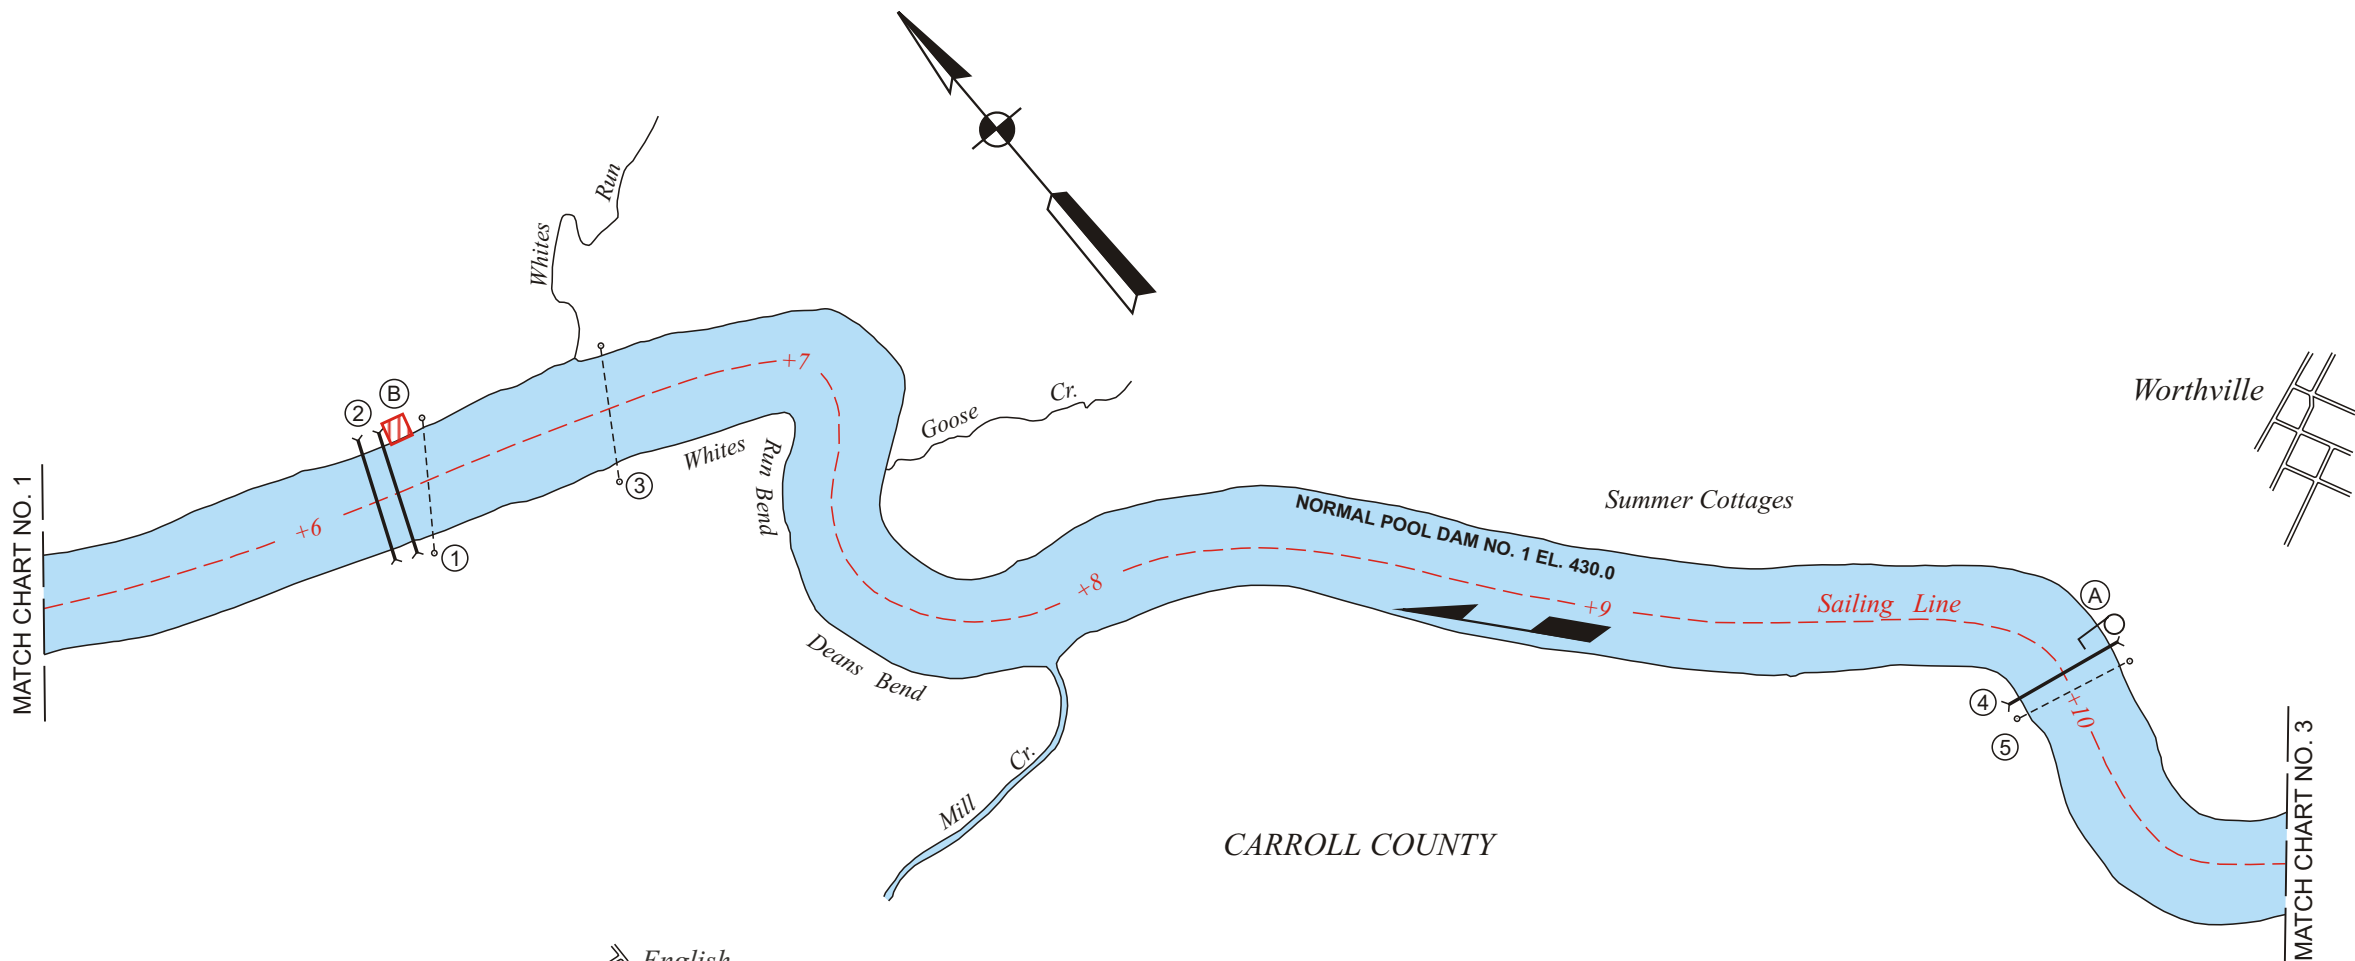 Whites Run
+7
B
2
Goose Cr.
Worthville
MATCH CHART NO. 1
+6
3
1
Whites Run Bend
NORMAL POOL DAM NO. 1 EL. 430.0
Summer Cottages
+8
+9
Sailing Line
A
Deans Bend
4
5
+10
Mill Cr.
CARROLL COUNTY
MATCH CHART NO. 3
English